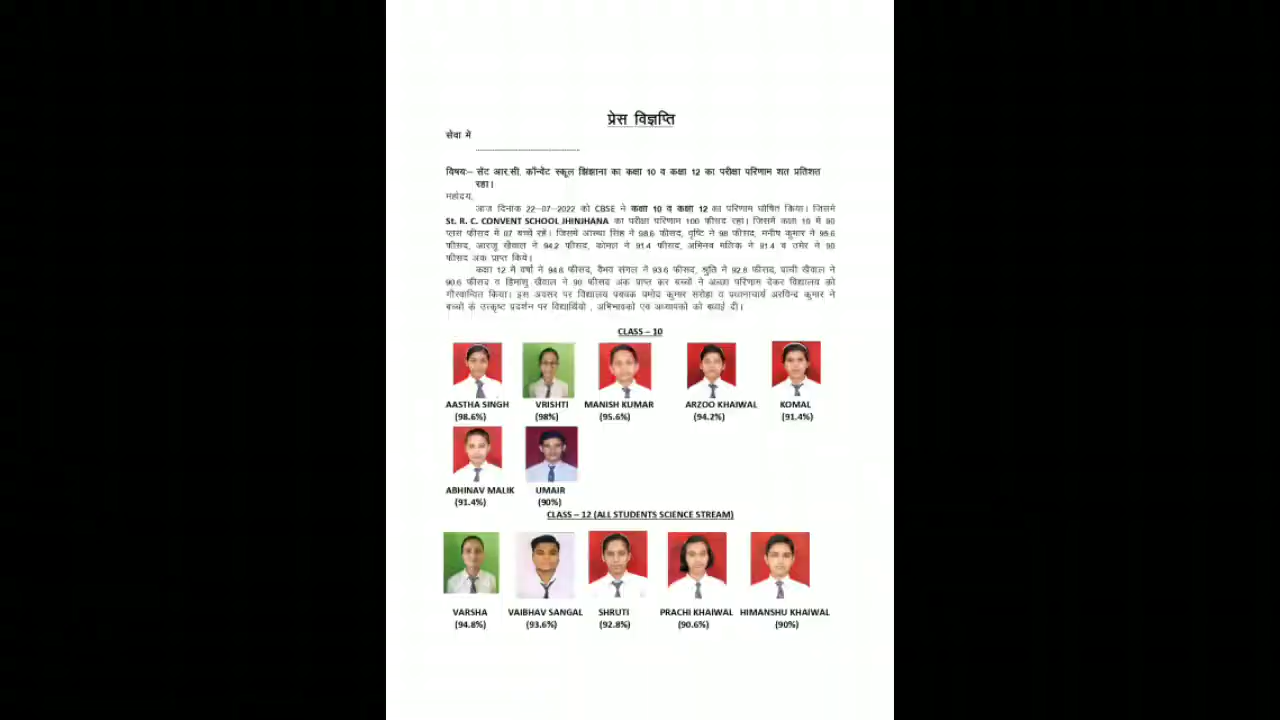 प्रेस विज्ञप्ति
सेवा में
विषयः– सेंट आर.सी. कॉन्वेंट स्कूल झिंझाना का कक्षा 10 व कक्षा 12 का परीक्षा परिणाम शत प्रतिशत
रहा।
महोदय,
आज दिनांक 22–07–2022 को CBSE ने कक्षा 10 व कक्षा 12 का परिणाम घोषित किया। जिसमें
St. R. C. CONVENT SCHOOL JHINJHANA का परीक्षा परिणाम 100 फीसद रहा। जिसमें कक्षा 10 में 90
प्लस फीसद में 07 बच्चें रहें। जिसमें आस्था सिंह ने 98.6 फीसद, वृष्टि ने 98 फीसद, मनीष कुमार ने 95.6
फीसद, आरजू खैवाल ने 94.2 फीसद, कोमल ने 91.4 फीसद, अभिनव मलिक ने 91.4 व उमेर ने 90
फीसद अंक प्राप्त किये।
कक्षा 12 में वर्षा ने 94.8 फीसद, वैभव संगल ने 93.6 फीसद, श्रुति ने 92.8 फीसद, प्राची खैवाल ने
90.6 फीसद व हिमांशु खैवाल ने 90 फीसद अंक प्राप्त कर बच्चों ने अच्छा परिणाम देकर विद्यालय को
गौरवान्वित किया। इस अवसर पर विद्यालय प्रबंधक प्रमोद कुमार सरोहा व प्रधानाचार्य अरविन्द कुमार ने
बच्चों के उत्कृष्ट प्रदर्शन पर विद्यार्थियों , अभिभावकों एवं अध्यापकों को बधाई दी।
CLASS – 10
AASTHA SINGH VRISHTI MANISH KUMAR ARZOO KHAIWAL KOMAL
(98.6%) (98%) (95.6%) (94.2%) (91.4%)
ABHINAV MALIK UMAIR
(91.4%) (90%)
CLASS – 12 (ALL STUDENTS SCIENCE STREAM)
VARSHA VAIBHAV SANGAL SHRUTI PRACHI KHAIWAL HIMANSHU KHAIWAL
(94.8%) (93.6%) (92.8%) (90.6%) (90%)